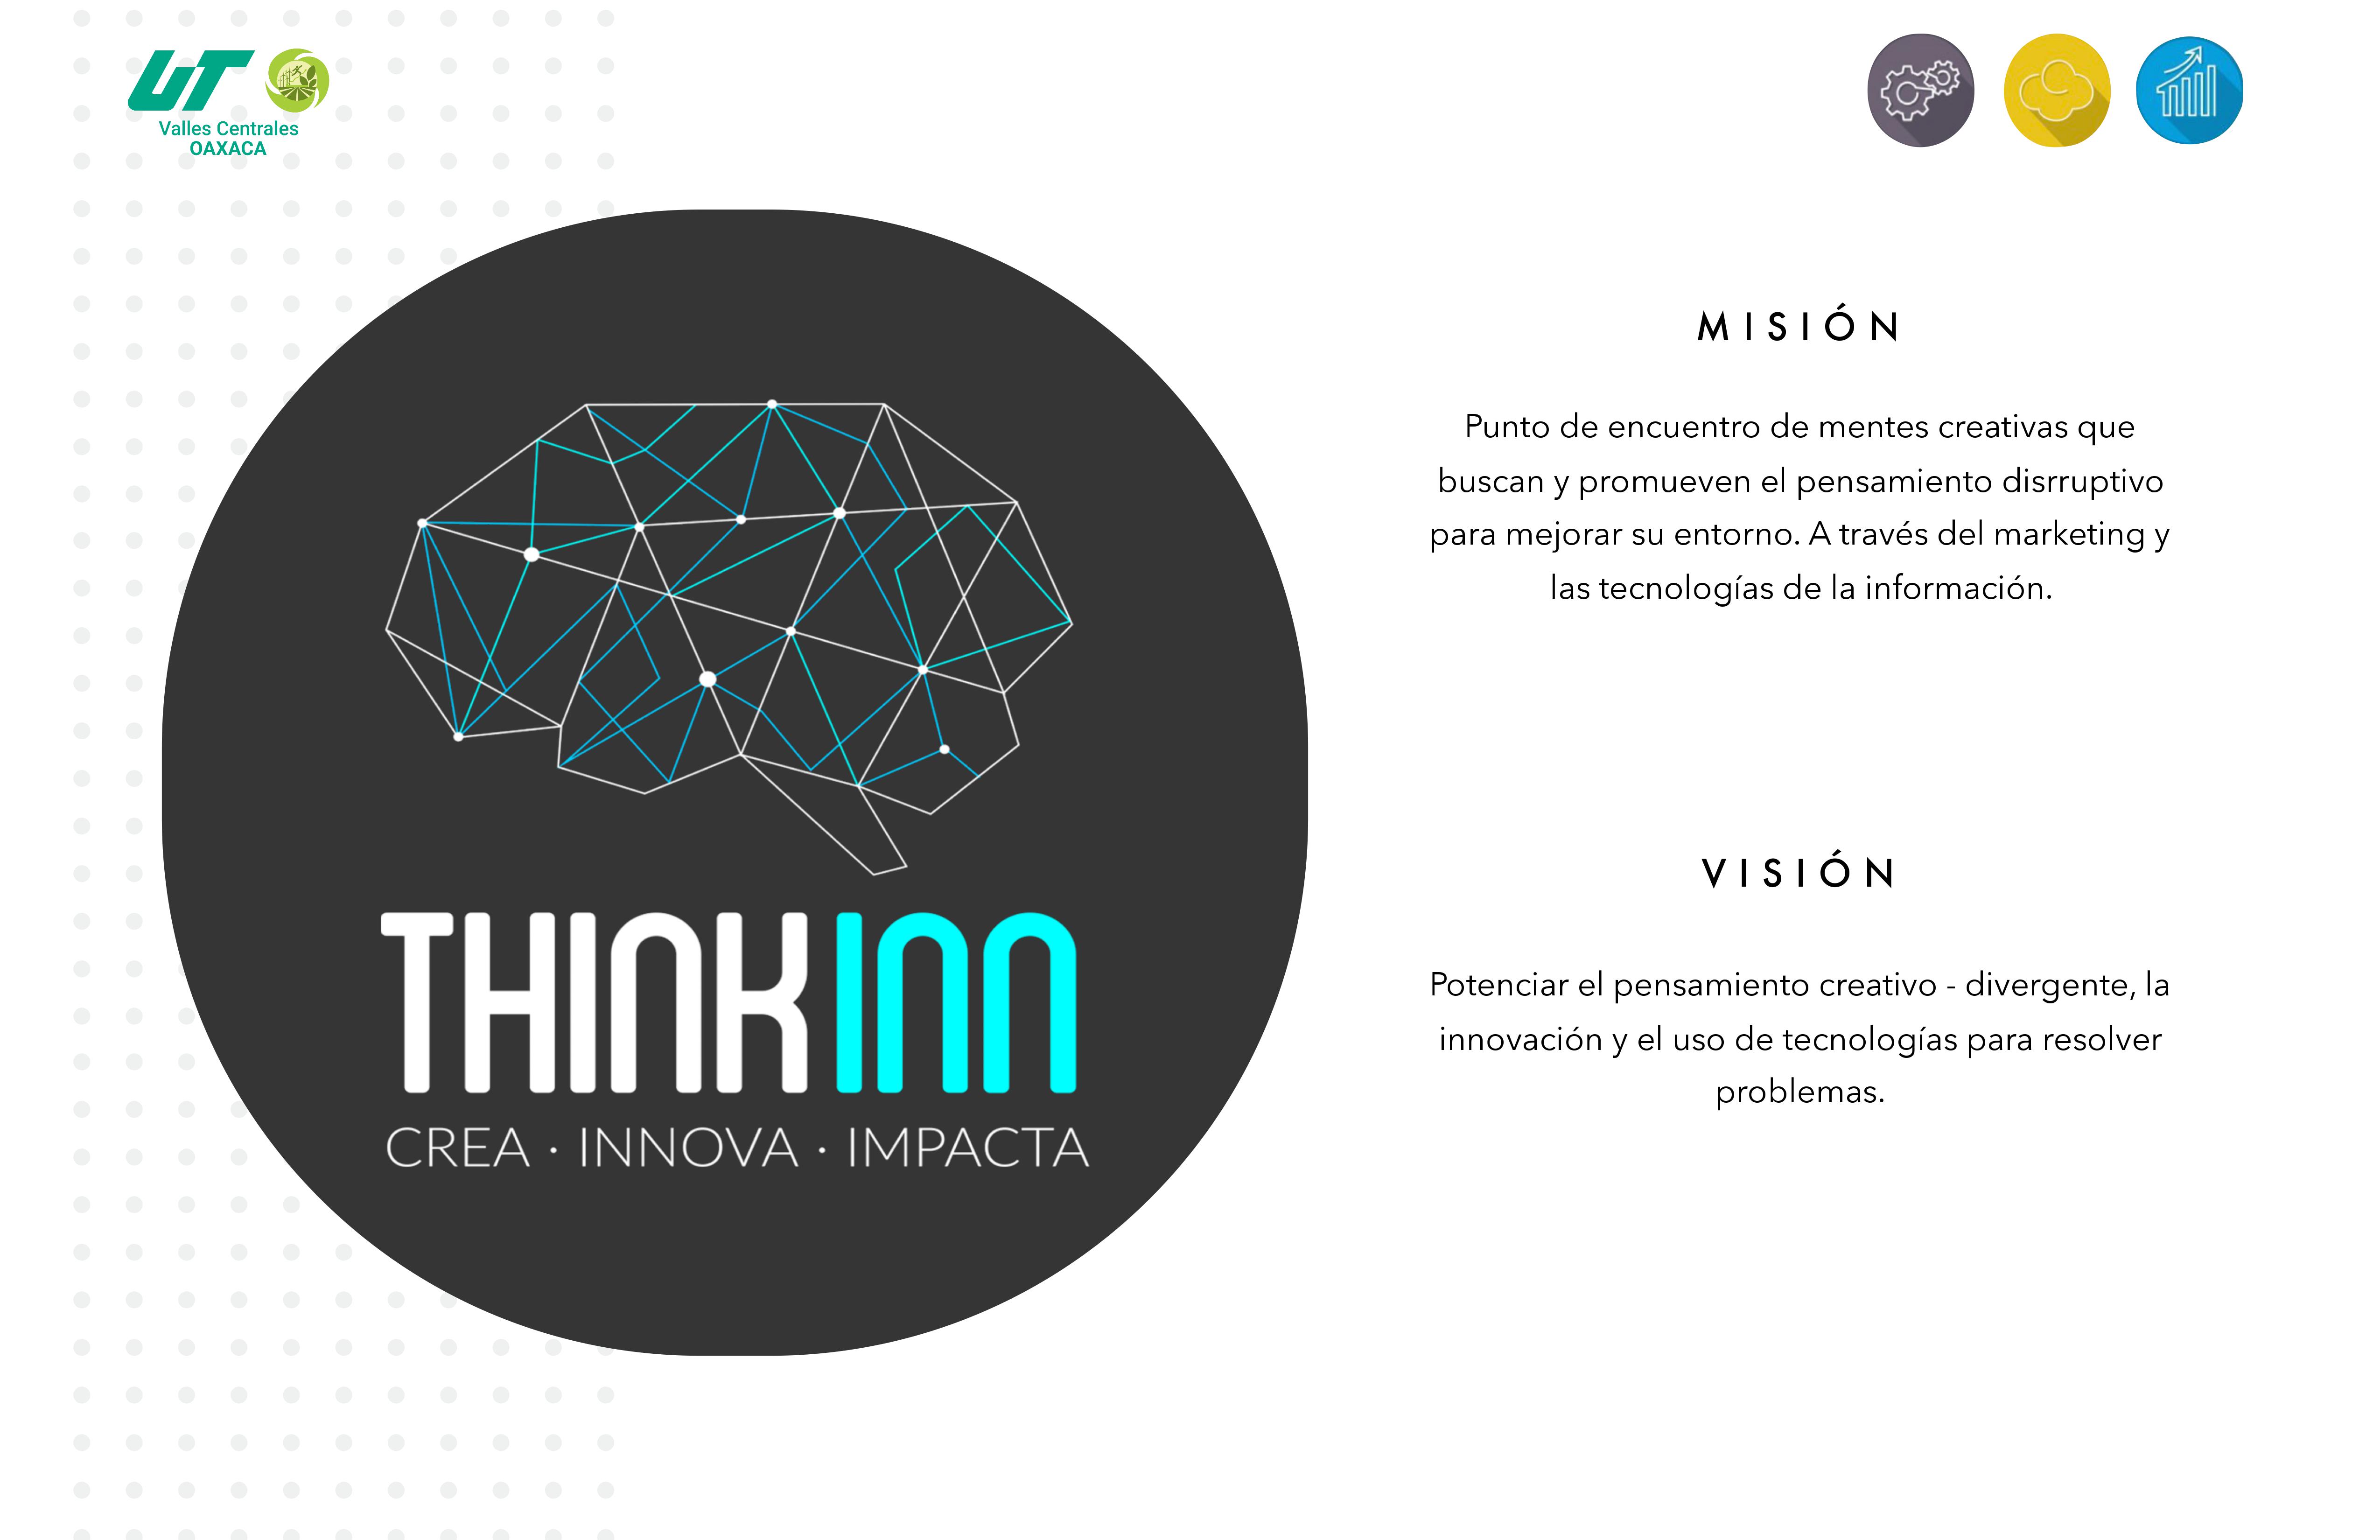 UT
Valles Centrales
OAXACA
THINKINN
CREA · INNOVA · IMPACTA
MISIÓN
Punto de encuentro de mentes creativas que
buscan y promueven el pensamiento disrruptivo
para mejorar su entorno. A través del marketing y
las tecnologías de la información.
VISIÓN
Potenciar el pensamiento creativo - divergente, la
innovación y el uso de tecnologías para resolver
problemas.